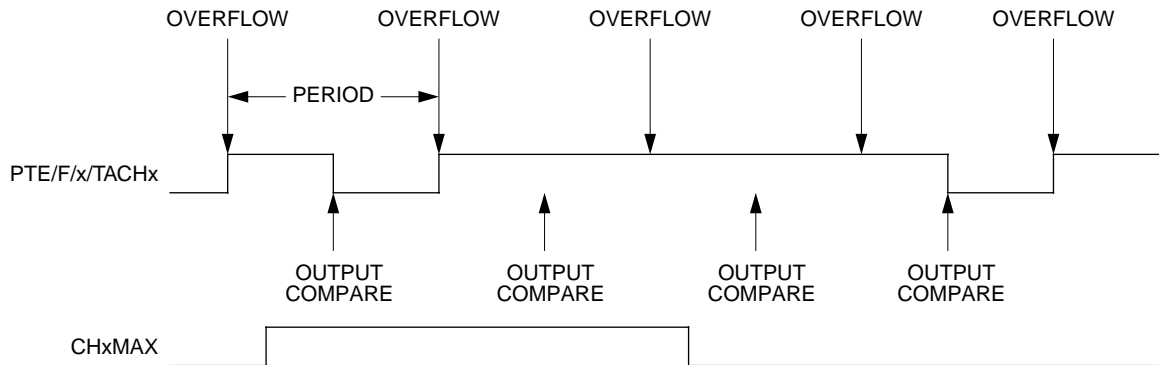 OVERFLOW OVERFLOW OVERFLOW OVERFLOW OVERFLOW
PERIOD
PTE/F/x/TACHx
OUTPUT COMPARE
OUTPUT COMPARE
OUTPUT COMPARE
OUTPUT COMPARE
CHxMAX